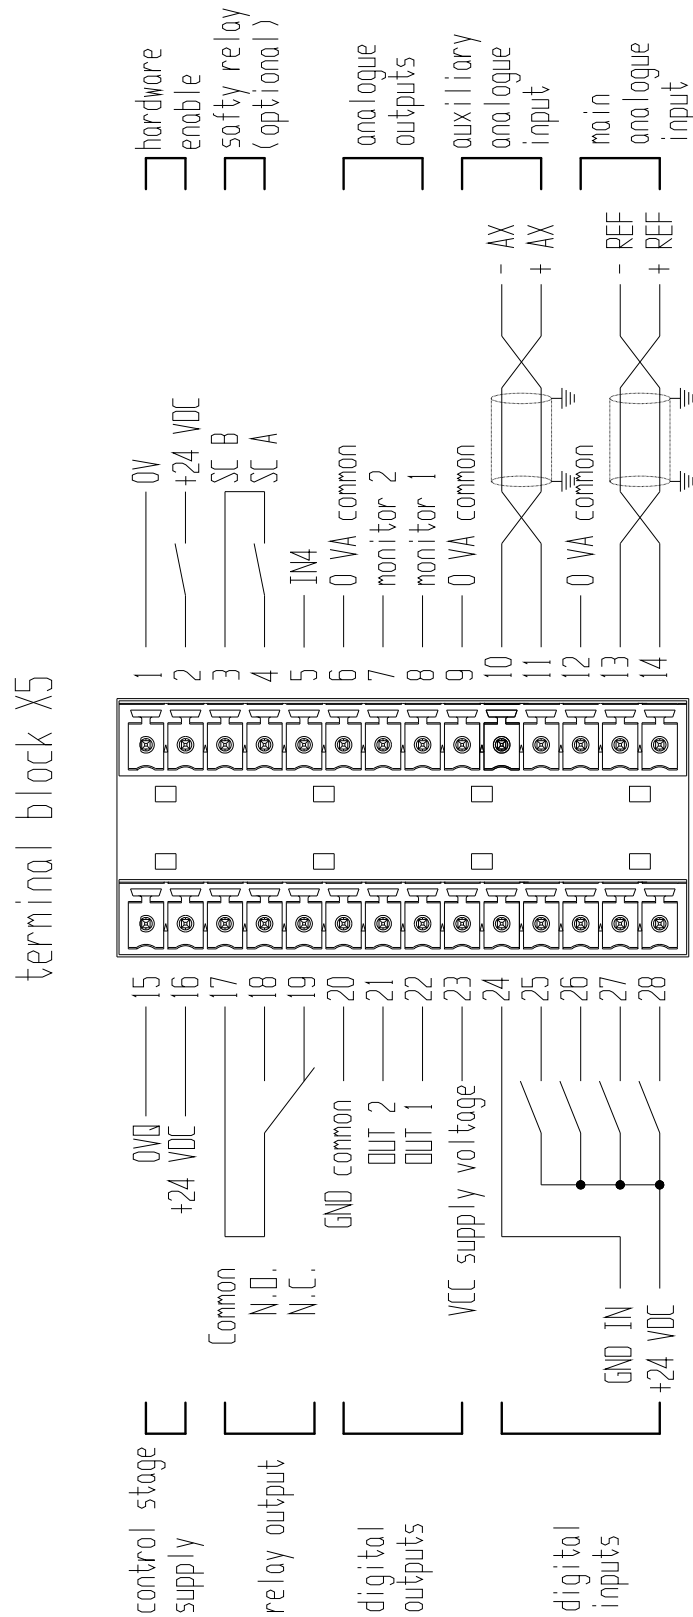 terminal block X5
hardware
enable
safty relay
(optional)
analogue
outputs
auxiliary
analogue
input
main
analogue
input
0V
+24 VDC
SC B
SC A
IN4
0 VA common
monitor 2
monitor 1
0 VA common
- AX
+ AX
0 VA common
- REF
+ REF
1
2
3
4
5
6
7
8
9
10
11
12
13
14
15
16
17
18
19
20
21
22
23
24
25
26
27
28
0VD
+24 VDC
Common
N.O.
N.C.
GND common
OUT 2
OUT 1
VCC supply voltage
GND IN
+24 VDC
control stage
supply
relay output
digital
outputs
digital
inputs